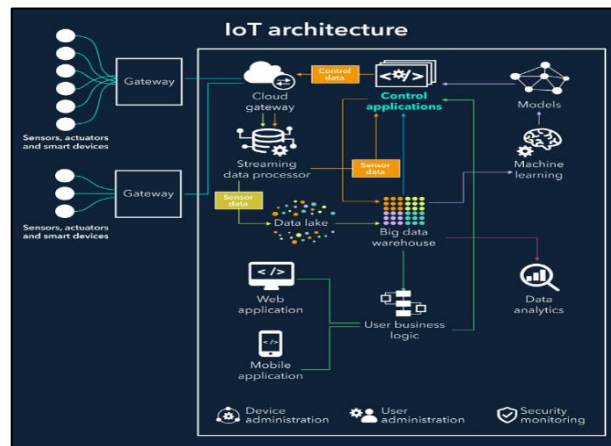 IoT architecture
Gateway
Sensors, actuators
and smart devices
Gateway
Sensors, actuators
and smart devices
Control
data
Cloud
gateway
</>
Control
applications
Models
Streaming
data processor
Sensor
data
Machine
learning
Sensor
data
Data lake
Big data
warehouse
</>
Web
application
User business
logic
Data
analytics
</>
Mobile
application
Device
administration
User
administration
Security
monitoring